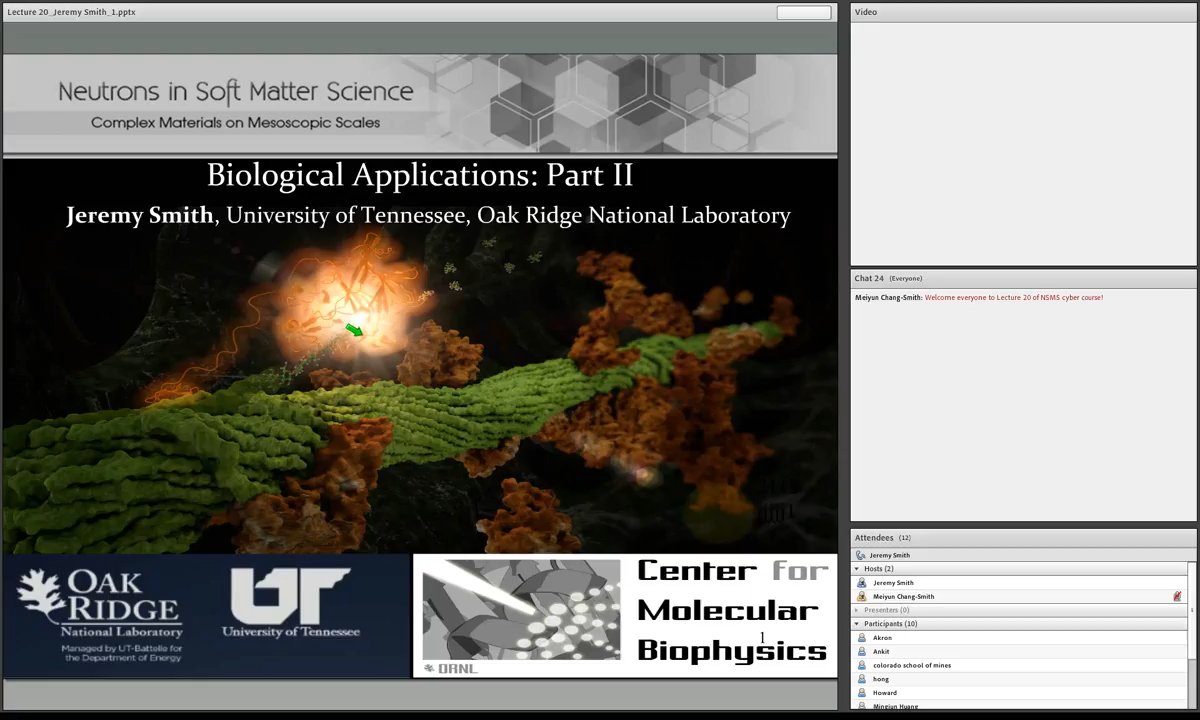 Lecture 20_Jeremy Smith_1.pptx
Neutrons in Soft Matter Science
Complex Materials on Mesoscopic Scales
Biological Applications: Part II
Jeremy Smith, University of Tennessee, Oak Ridge National Laboratory
OAK
RIDGE
National Laboratory
Managed by UT-Battelle for
the Department of Energy
UT
University of Tennessee
ORNL
Center for
Molecular
Biophysics
1
Video
Chat 24 (Everyone)
Meiyun Chang-Smith: Welcome everyone to Lecture 20 of NSMS cyber course!
Attendees (12)
Jeremy Smith
Hosts (2)
Jeremy Smith
Meiyun Chang-Smith
Presenters (0)
Participants (10)
Akron
Ankit
colorado school of mines
hong
Howard
Mingjun Huang